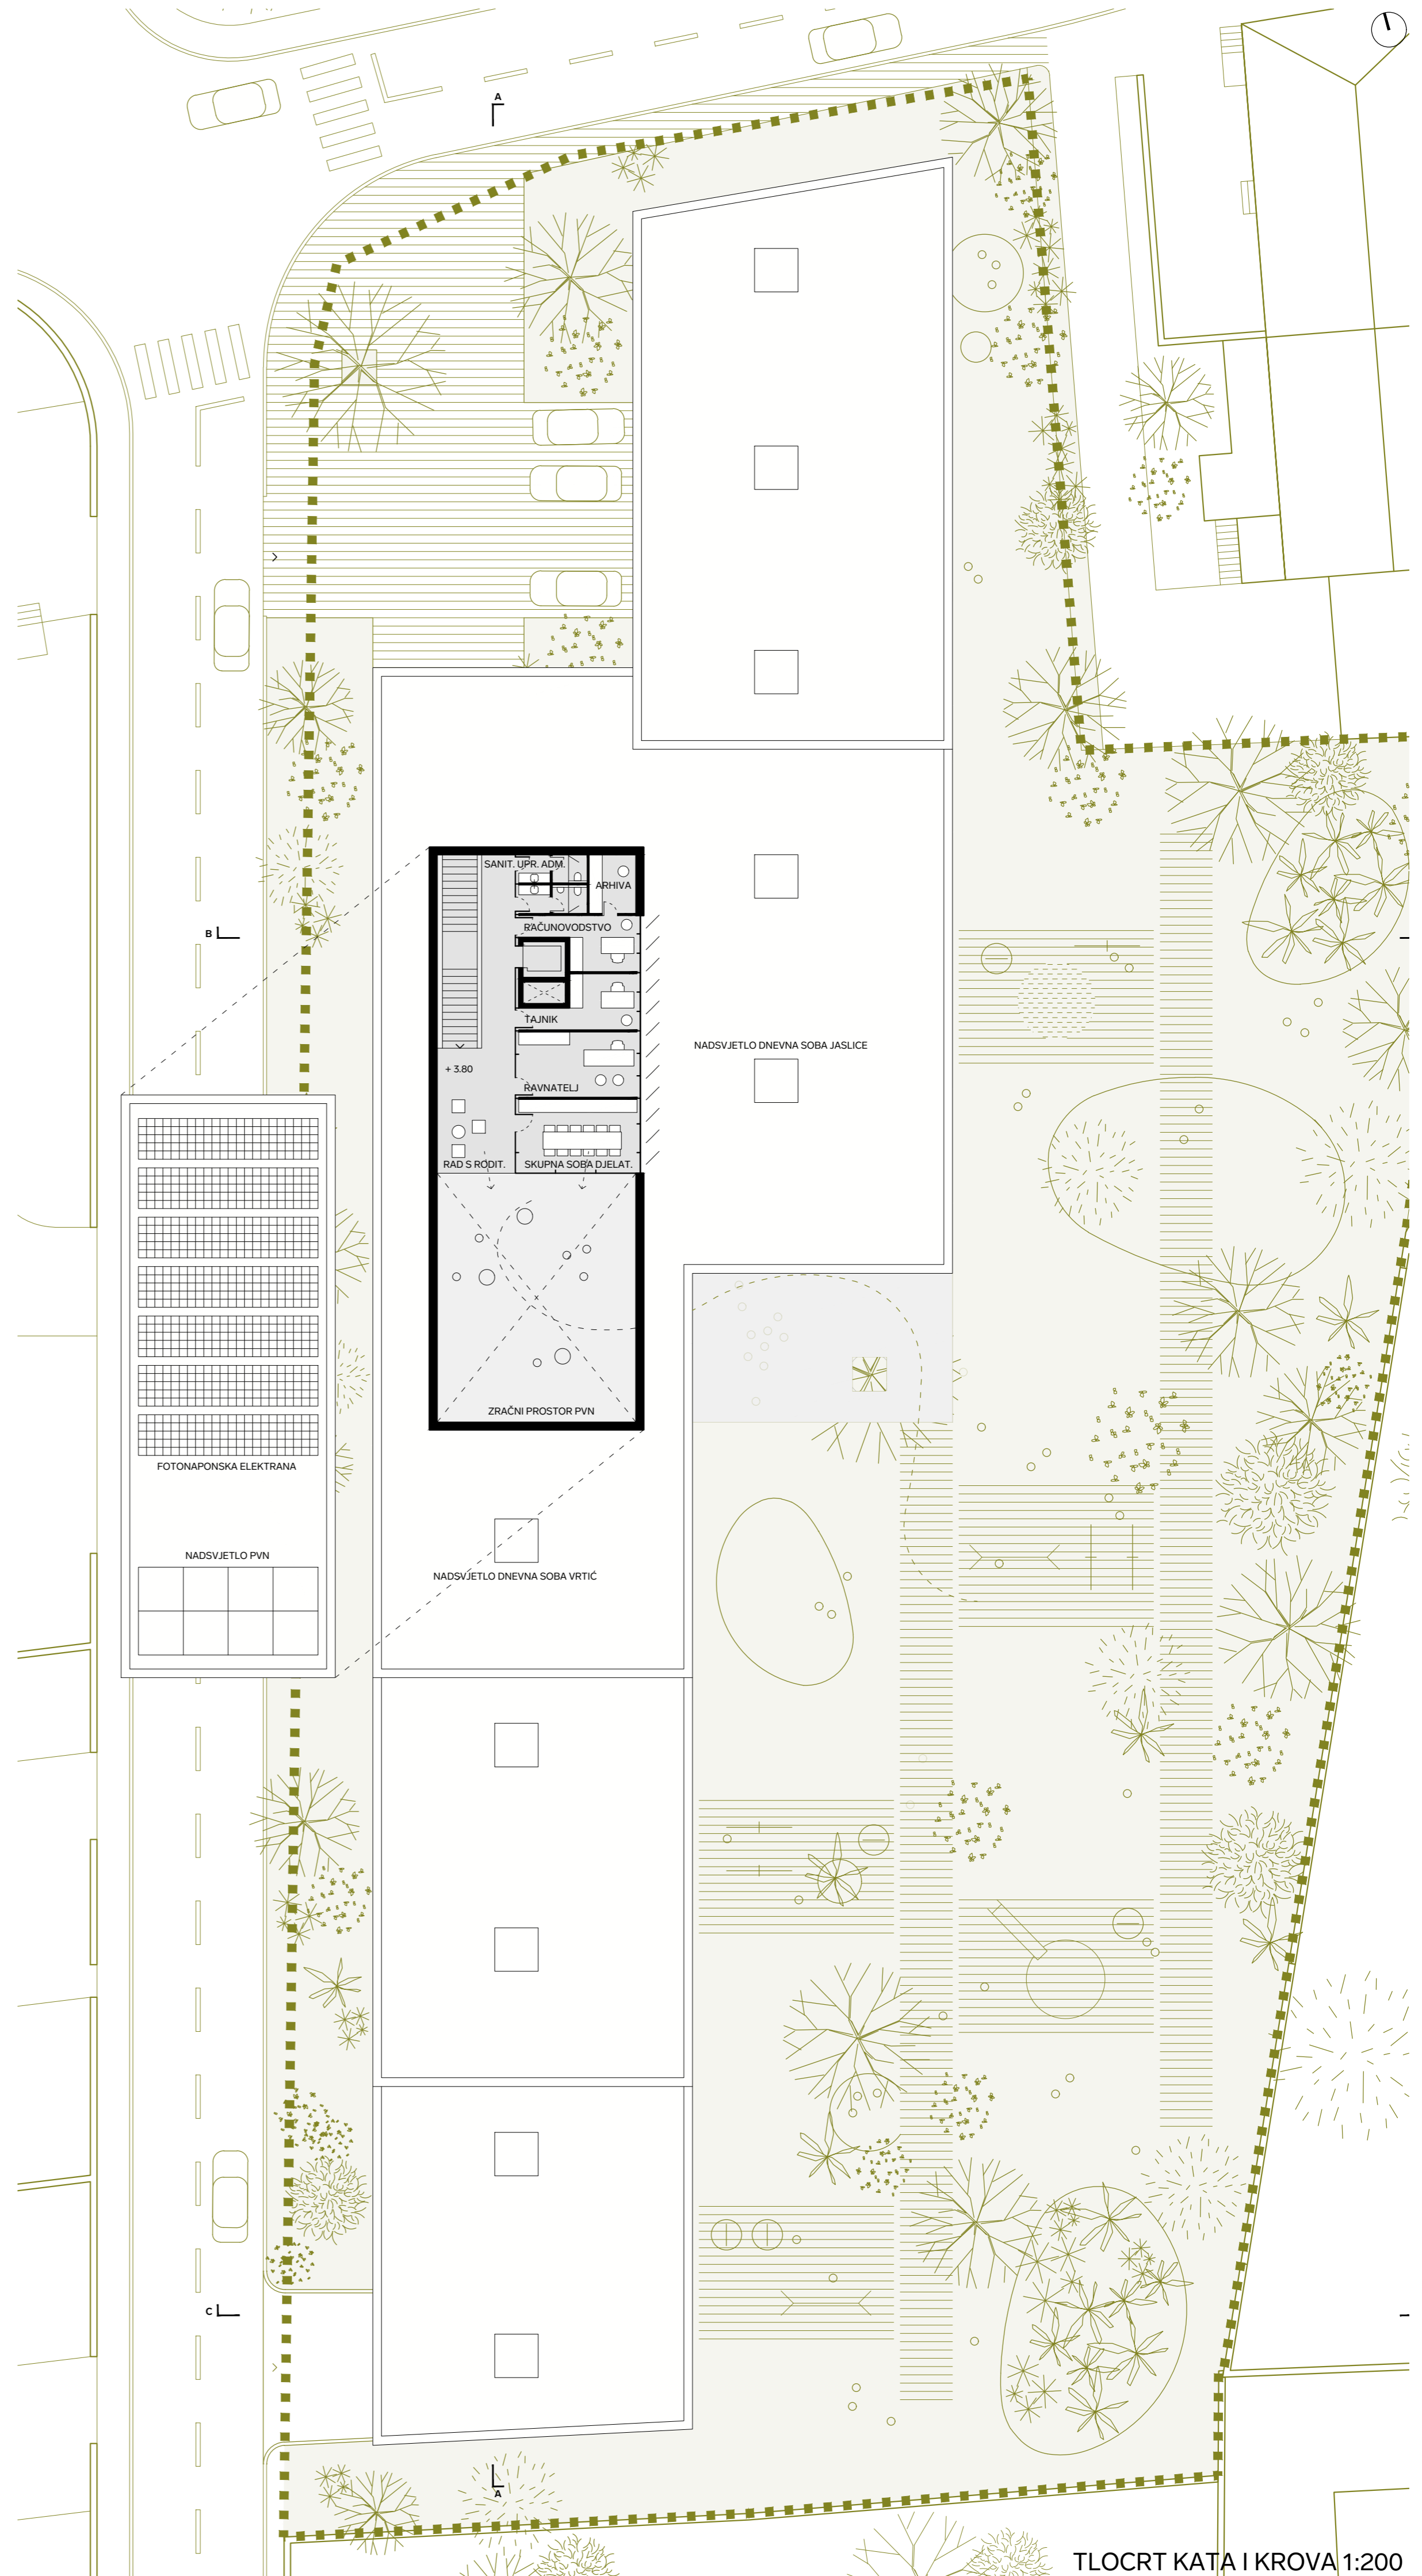 A
SANIT. UPR. ADM.
ARHIVA
RAČUNOVODSTVO
B
TAJNIK
NADSVJETLO DNEVNA SOBA JASLICE
+ 3.80
RAVNATELJ
RAD S RODIT.
SKUPNA SOBA DJELAT.
x
ZRAČNI PROSTOR PVN
FOTONAPONSKA ELEKTRANA
NADSVJETLO PVN
NADSVJETLO DNEVNA SOBA VRTIĆ
C
A
TLOCRT KATA I KROVA 1:200